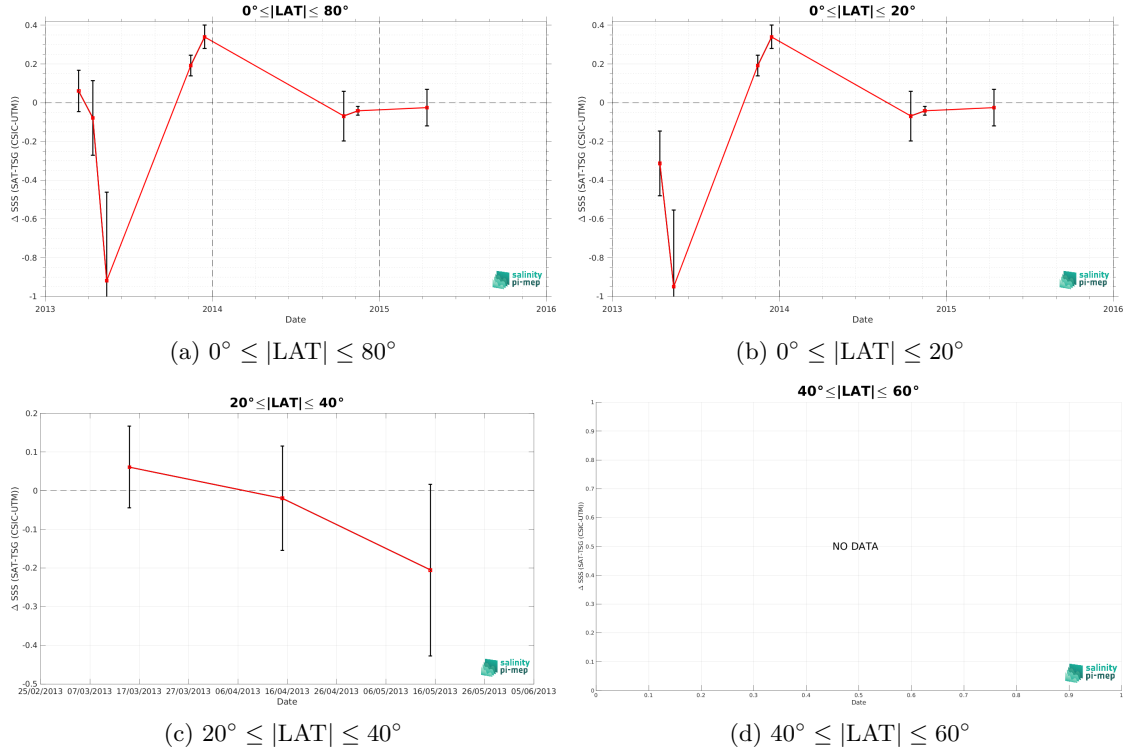 0°≤|LAT|≤ 80°
Δ SSS (SAT-TSG (CSIC-UTM))
0.4
0.2
0
-0.2
-0.4
-0.6
-0.8
-1
2013 2014 2015 2016
Date
salinity
pi-mep
(a) 0° ≤ |LAT| ≤ 80°
0°≤|LAT|≤ 20°
Δ SSS (SAT-TSG (CSIC-UTM))
0.4
0.2
0
-0.2
-0.4
-0.6
-0.8
-1
2013 2014 2015 2016
Date
salinity
pi-mep
(b) 0° ≤ |LAT| ≤ 20°
20°≤|LAT|≤ 40°
Δ SSS (SAT-TSG (CSIC-UTM))
0.2
0.1
0
-0.1
-0.2
-0.3
-0.4
-0.5
25/02/2013 07/03/2013 17/03/2013 27/03/2013 06/04/2013 16/04/2013 26/04/2013 06/05/2013 16/05/2013 26/05/2013 05/06/2013
Date
salinity
pi-mep
(c) 20° ≤ |LAT| ≤ 40°
40°≤|LAT|≤ 60°
Δ SSS (SAT-TSG (CSIC-UTM))
1
0.9
0.8
0.7
0.6
0.5
0.4
0.3
0.2
0.1
0
NO DATA
0 0.1 0.2 0.3 0.4 0.5 0.6 0.7 0.8 0.9 1
Date
salinity
pi-mep
(d) 40° ≤ |LAT| ≤ 60°